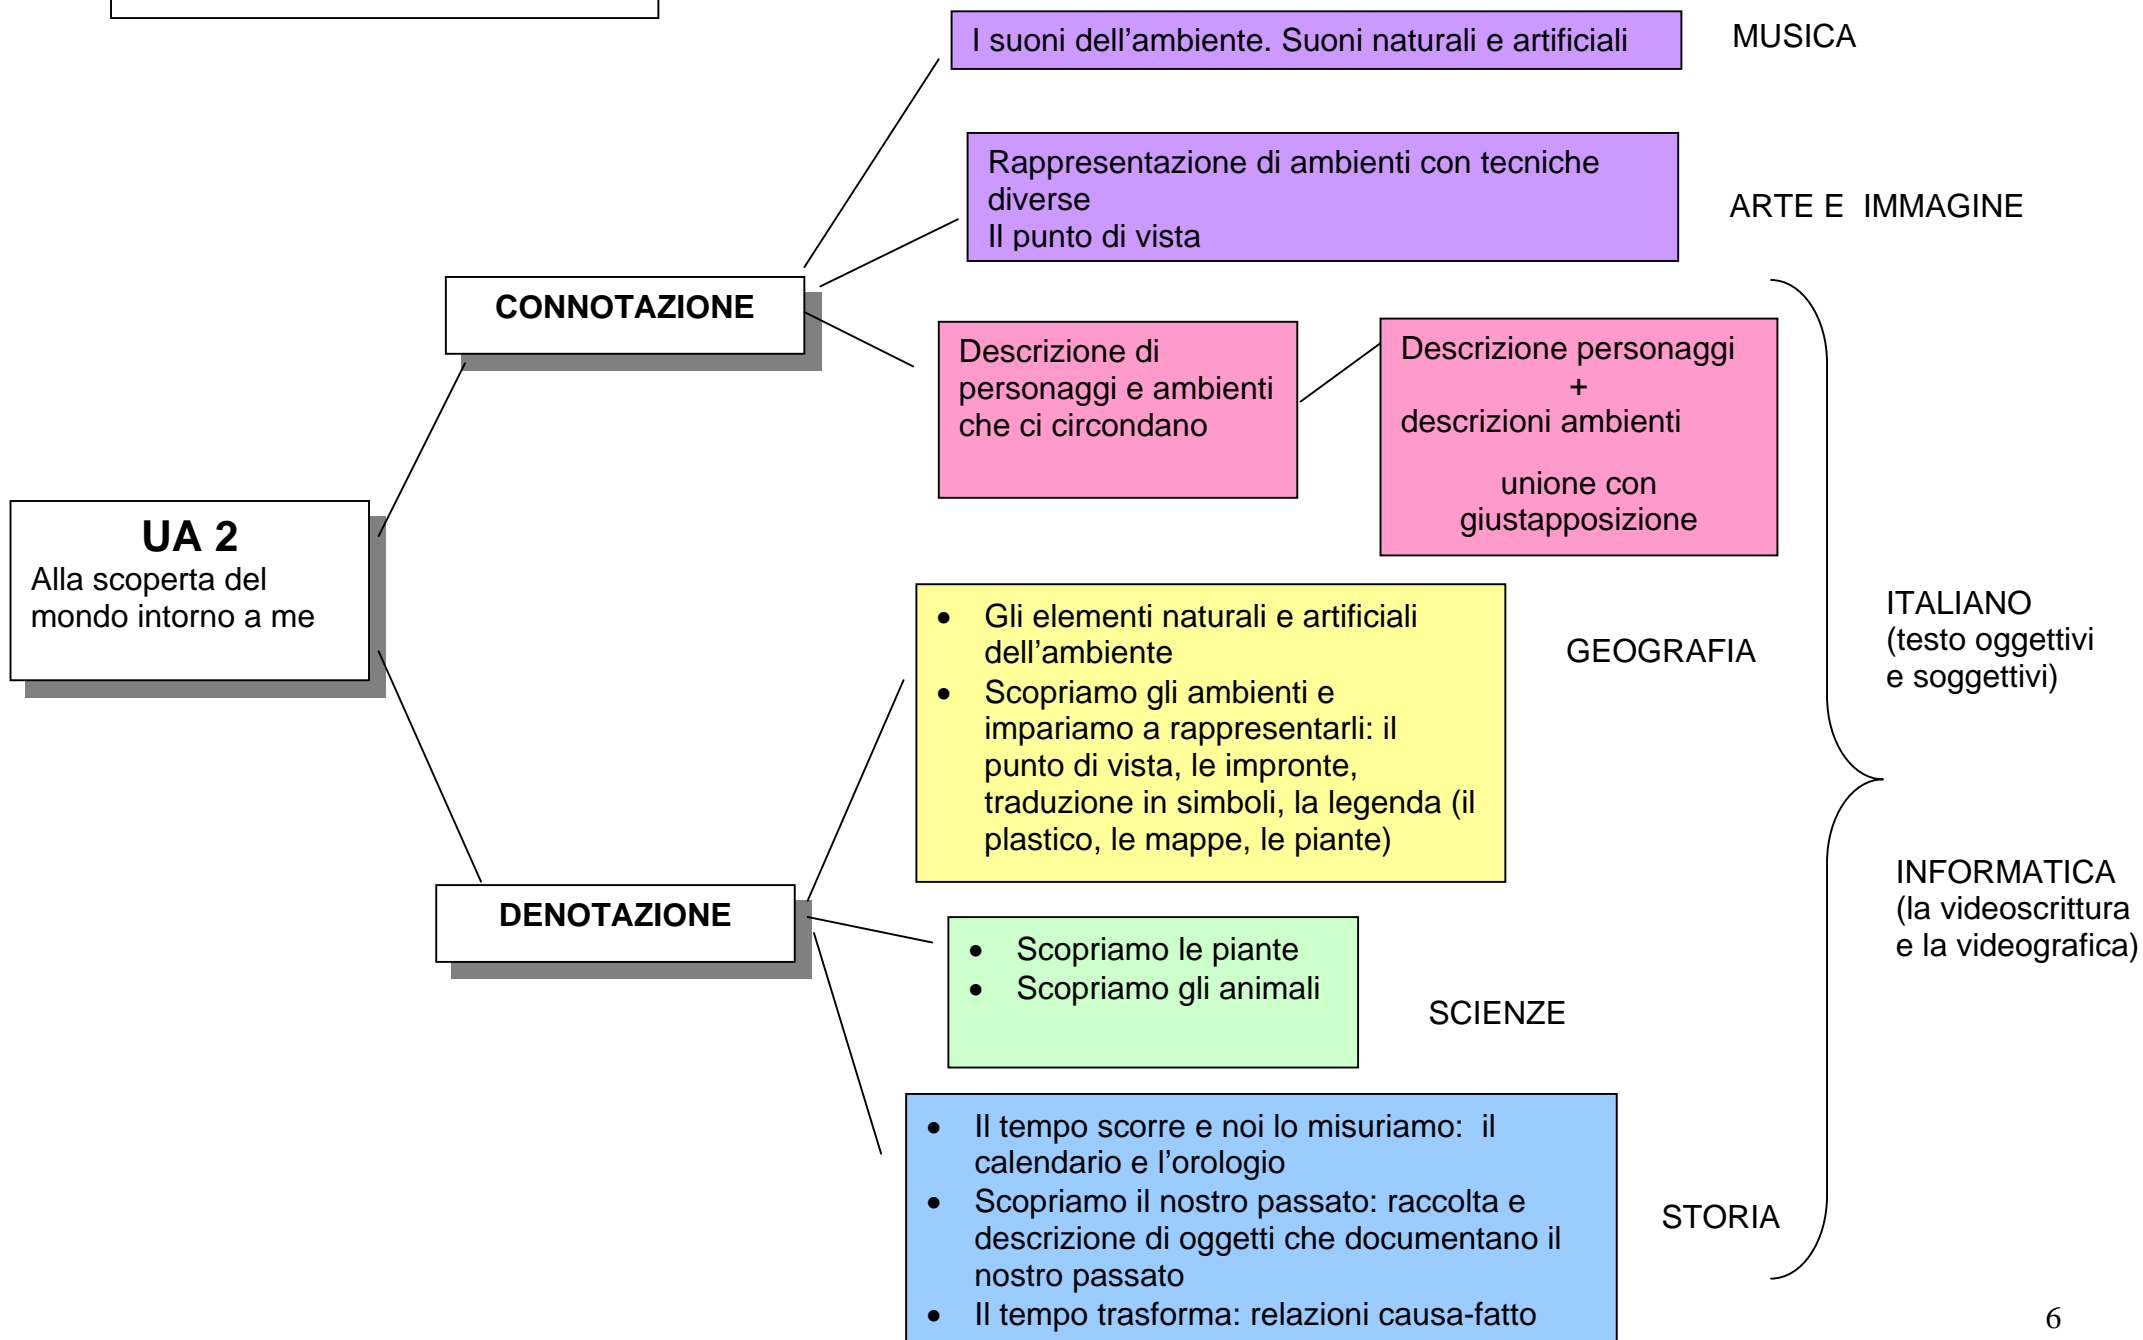 I suoni dell’ambiente. Suoni naturali e artificiali
MUSICA
Rappresentazione di ambienti con tecniche
diverse
Il punto di vista
ARTE E  IMMAGINE
CONNOTAZIONE
Descrizione di
personaggi e ambienti
che ci circondano
Descrizione personaggi
+
descrizioni ambienti
unione con
giustapposizione
UA 2
Alla scoperta del
mondo intorno a me
• Gli elementi naturali e artificiali
dell’ambiente
• Scopriamo gli ambienti e
impariamo a rappresentarli: il
punto di vista, le impronte,
traduzione in simboli, la legenda (il
plastico, le mappe, le piante)
GEOGRAFIA
ITALIANO
(testo oggettivi
e soggettivi)
INFORMATICA
(la videoscrittura
e la videografica)
DENOTAZIONE
• Scopriamo le piante
• Scopriamo gli animali
SCIENZE
• Il tempo scorre e noi lo misuriamo:  il
calendario e l’orologio
• Scopriamo il nostro passato: raccolta e
descrizione di oggetti che documentano il
nostro passato
• Il tempo trasforma: relazioni causa-fatto
STORIA
6